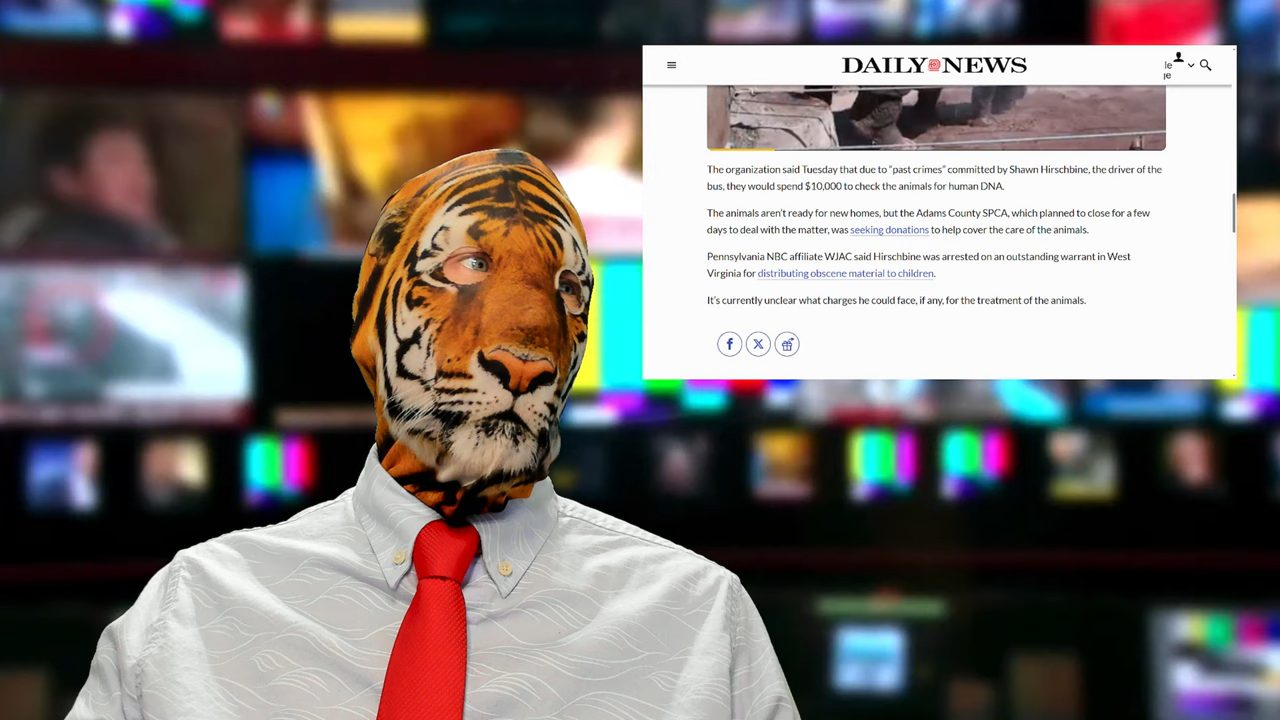 DAILY NEWS
le
ge
The organization said Tuesday that due to “past crimes” committed by Shawn Hirschbine, the driver of the
bus, they would spend $10,000 to check the animals for human DNA.
The animals aren’t ready for new homes, but the Adams County SPCA, which planned to close for a few
days to deal with the matter, was seeking donations to help cover the care of the animals.
Pennsylvania NBC affiliate WJAC said Hirschbine was arrested on an outstanding warrant in West
Virginia for distributing obscene material to children.
It’s currently unclear what charges he could face, if any, for the treatment of the animals.